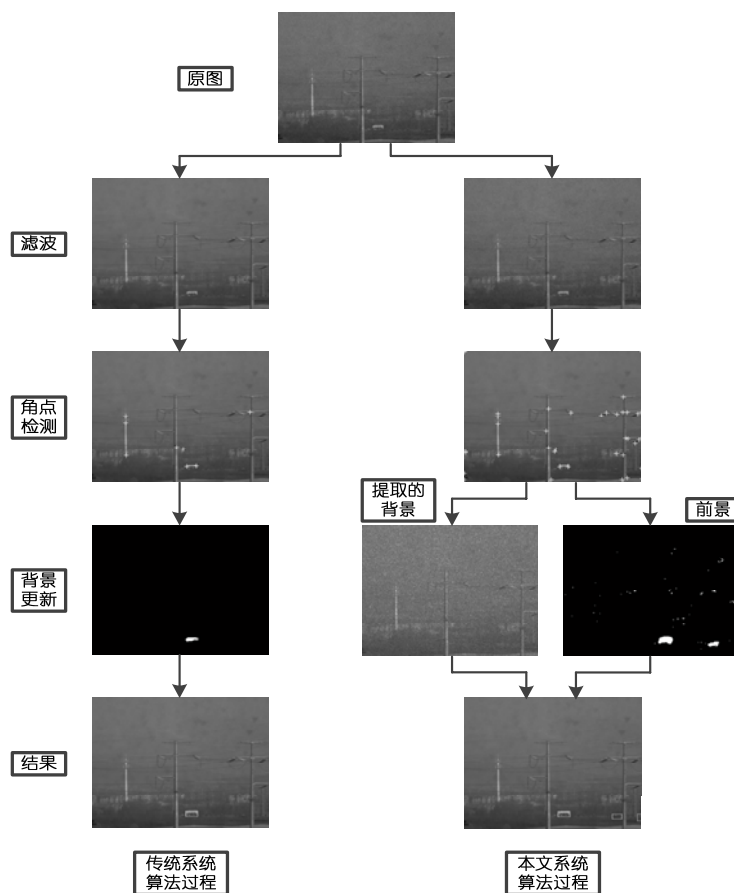 原图
滤波
角点
检测
提取的
背景
前景
背景
更新
结果
传统系统
算法过程
本文系统
算法过程